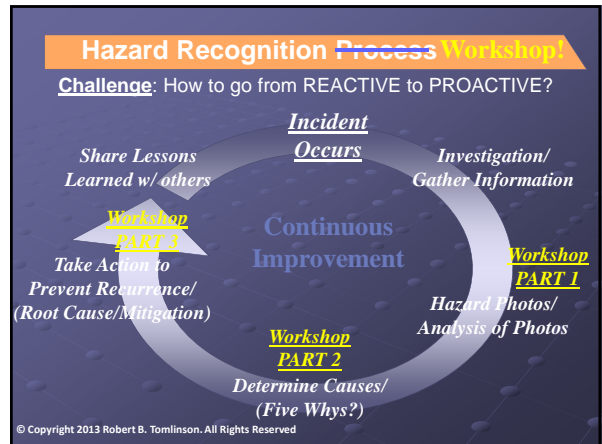 Hazard Recognition Process Workshop!
Challenge: How to go from REACTIVE to PROACTIVE?
Incident
Occurs
Investigation/
Gather Information
Workshop
PART 1
Hazard Photos/
Analysis of Photos
Workshop
PART 2
Determine Causes/
(Five Whys?)
Workshop
PART 3
Take Action to
Prevent Recurrence/
(Root Cause/Mitigation)
Share Lessons
Learned w/ others
Continuous
Improvement
© Copyright 2013 Robert B. Tomlinson. All Rights Reserved